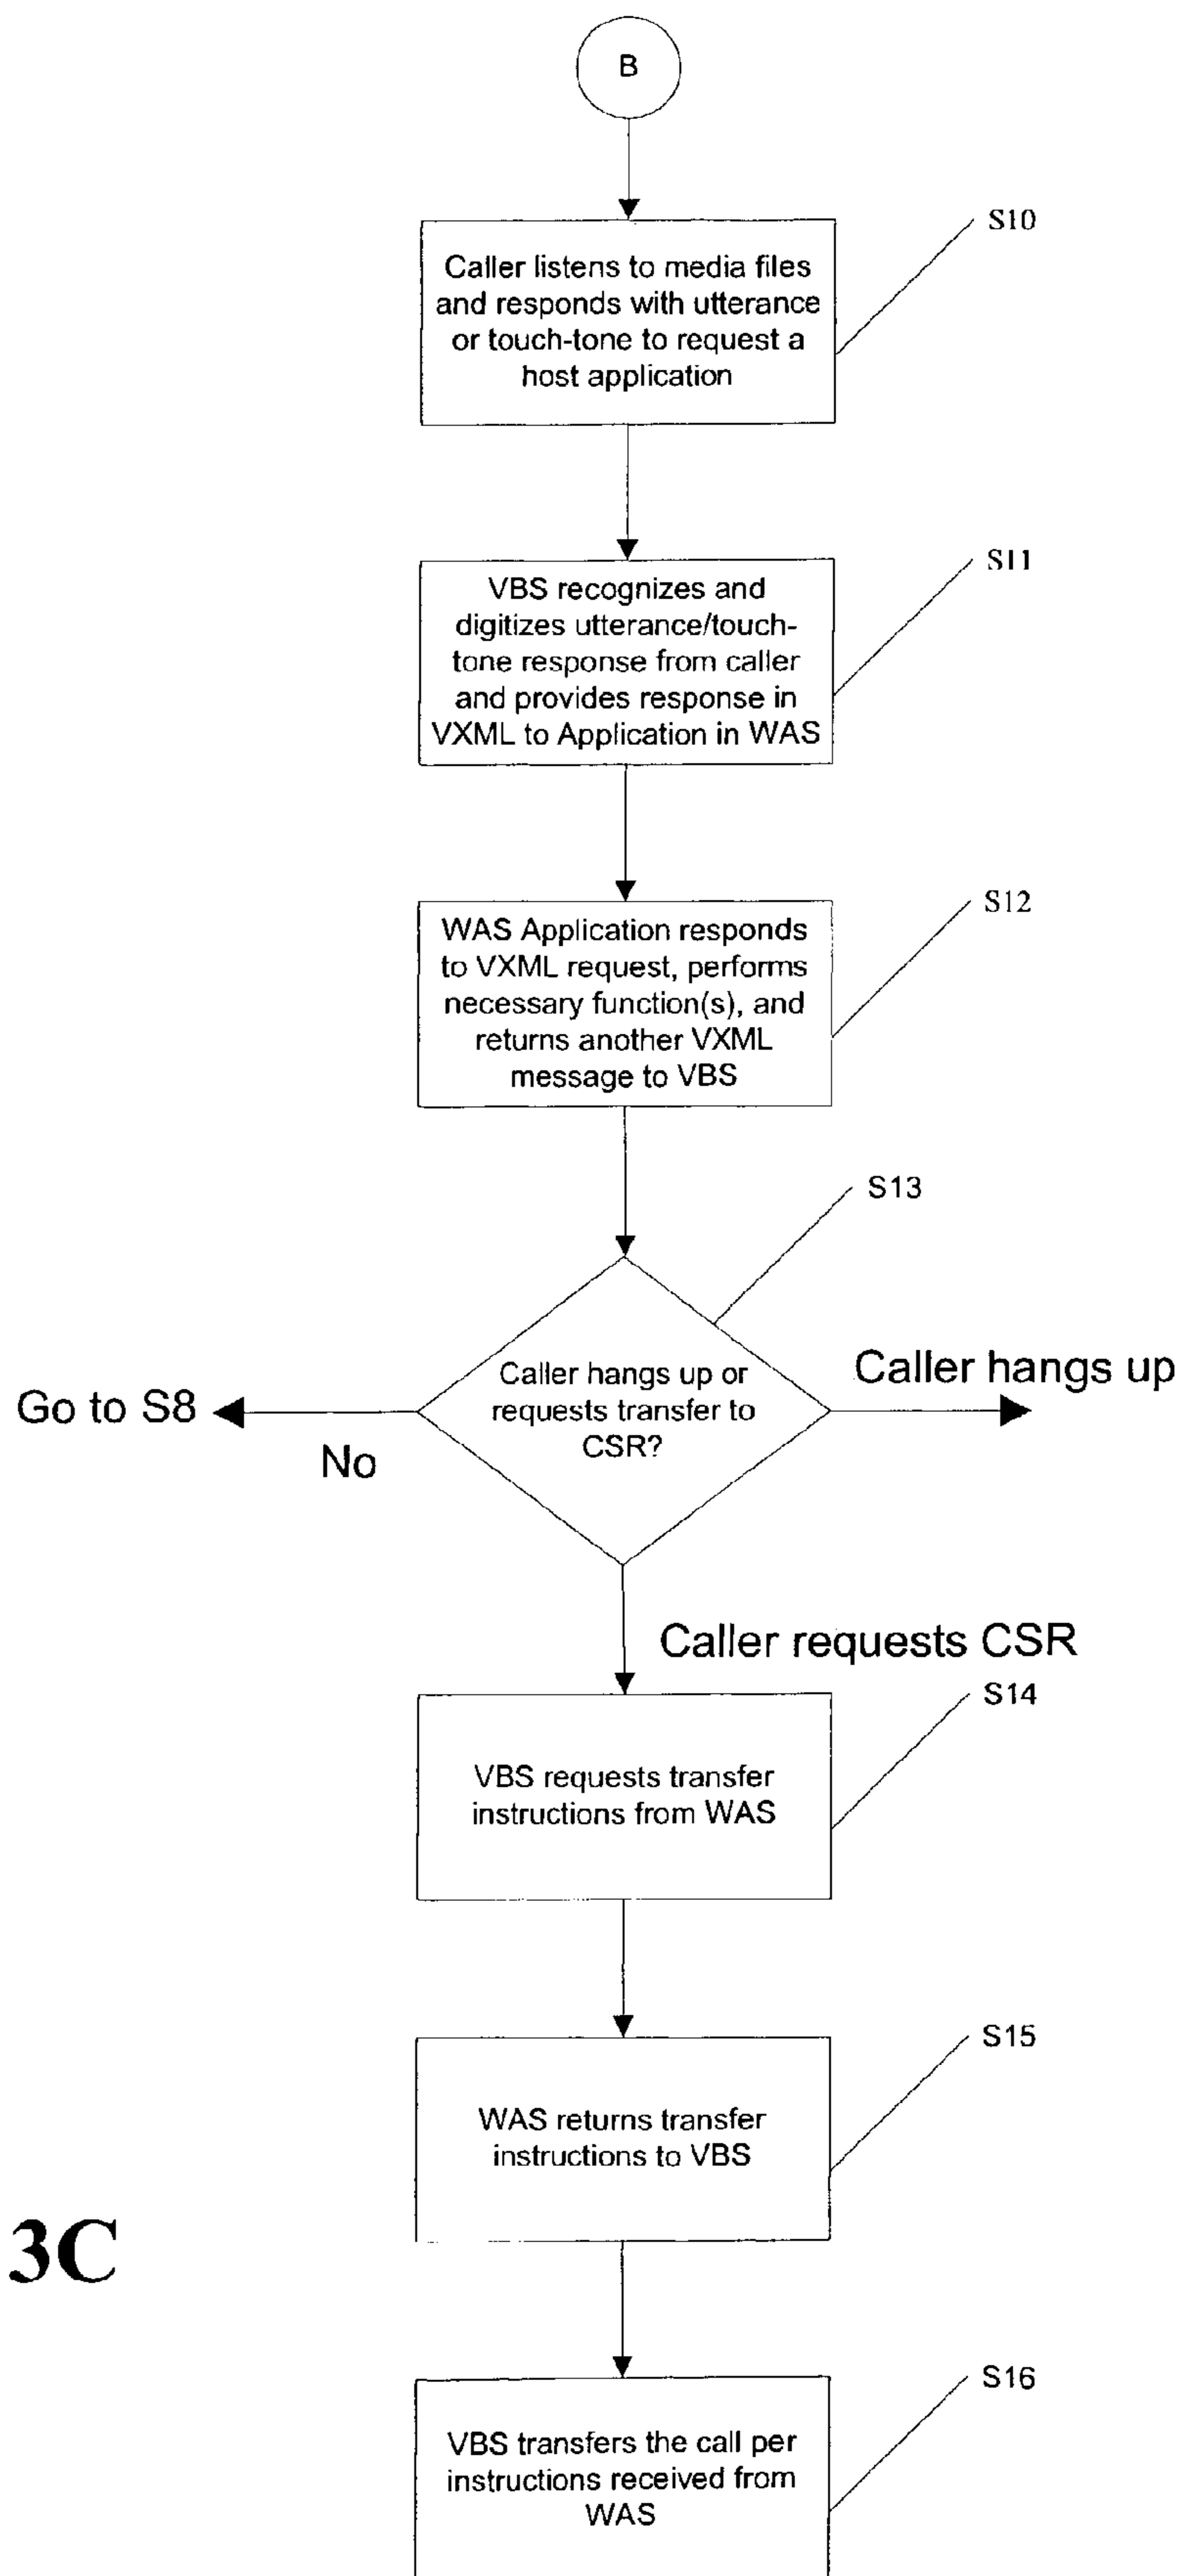 B
S10
Caller listens to media files
and responds with utterance
or touch-tone to request a
host application
S11
VBS recognizes and
digitizes utterance/touch-
tone response from caller
and provides response in
VXML to Application in WAS
S12
WAS Application responds
to VXML request, performs
necessary function(s), and
returns another VXML
message to VBS
S13
Caller hangs up or
requests transfer to
CSR?
Caller hangs up
Go to S8
No
Caller requests CSR
S14
VBS requests transfer
instructions from WAS
S15
WAS returns transfer
instructions to VBS
3C
S16
VBS transfers the call per
instructions received from
WAS